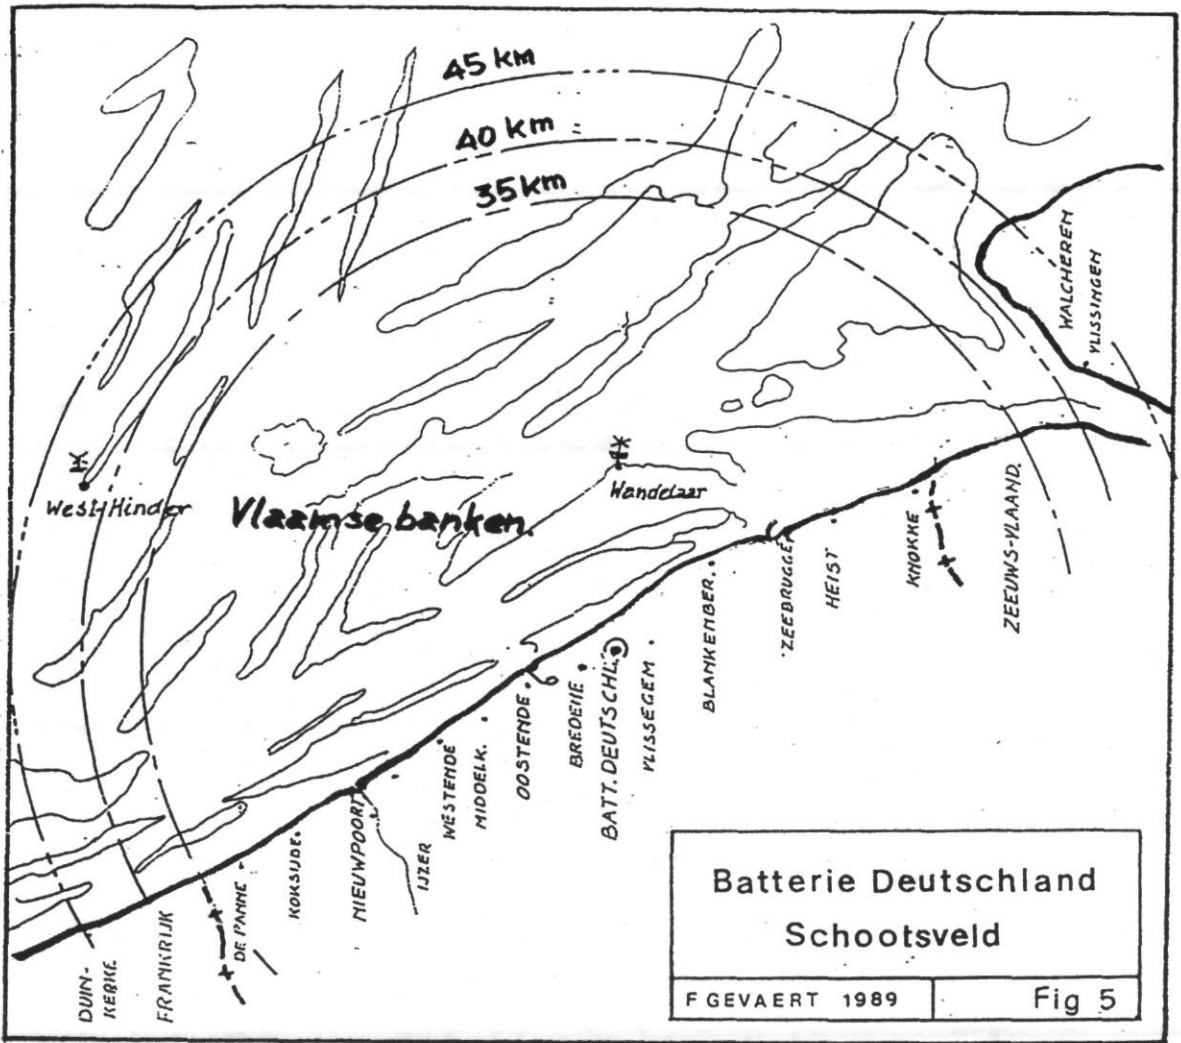 45 km
40 km
35 km
WALCHEREN
VLISSINGEN
West-Hinder
Vlaamse banken.
Wandelaar
DUIN-
KERKE
FRANKRIJK
DE PANNE
KOKSIJDE
NIEUWPOORT
IJZER
WESTENDE
MIDDELK.
OOSTENDE
BREDENE
BATT. DEUTSCHL.
VLISSEGEM
BLANKENBER.
ZEEBRUGGE
HEIST
KNOKKE
ZEEUWS-VLAAND.
Batterie Deutschland
Schootsveld
F GEVAERT 1989
Fig 5